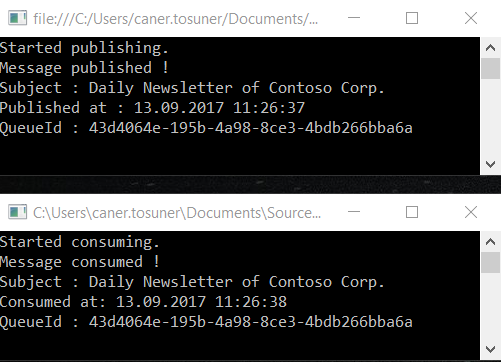 file:///C:/Users/caner.tosuner/Documents/...
Started publishing.
Message published !
Subject : Daily Newsletter of Contoso Corp.
Published at : 13.09.2017 11:26:37
QueueId : 43d4064e-195b-4a98-8ce3-4bdb266bba6a
C:\Users\caner.tosuner\Documents\Source...
Started consuming.
Message consumed !
Subject : Daily Newsletter of Contoso Corp.
Consumed at: 13.09.2017 11:26:38
QueueId : 43d4064e-195b-4a98-8ce3-4bdb266bba6a